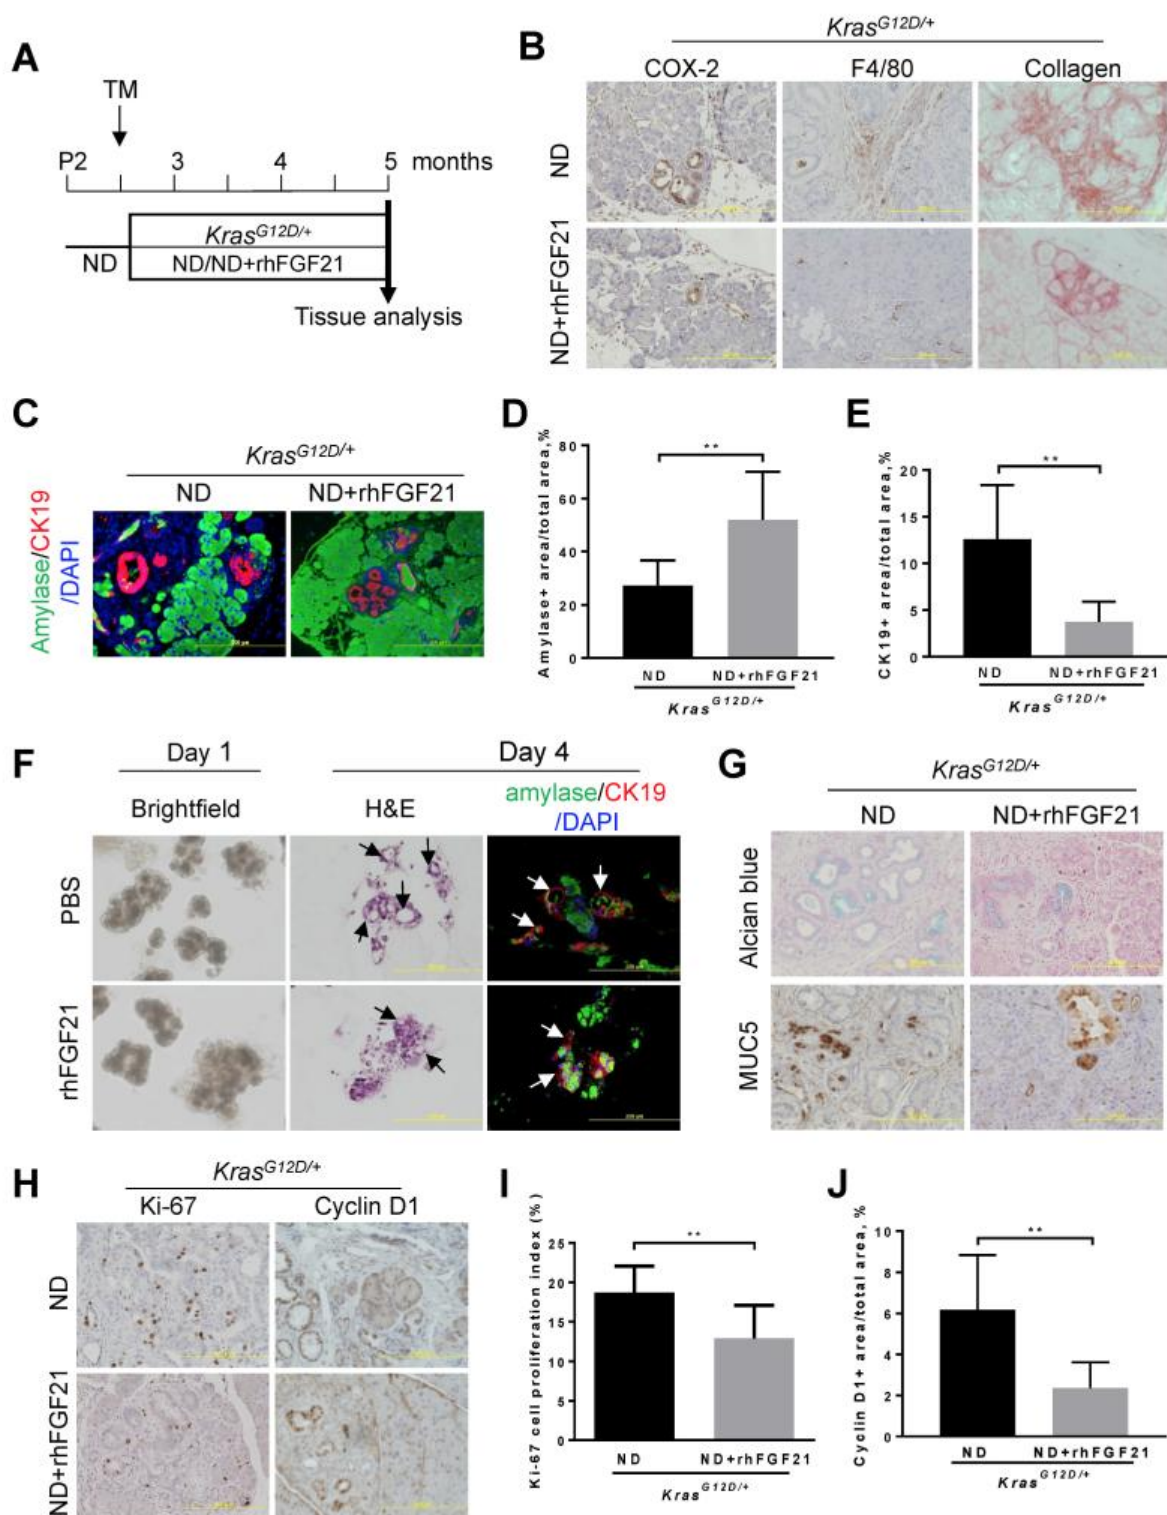 A
TM
P2 3 4 5 months
Kras^G12D/+
ND ND/ND+rhFGF21
Tissue analysis
B
Kras^G12D/+
COX-2 F4/80 Collagen
ND
ND+rhFGF21
C
Kras^G12D/+
ND ND+rhFGF21
Amylase/CK19
/DAPI
D
Amylase+ area/total area,%
80
60
40
20
0
**
ND ND+rhFGF21
Kras^G12D/+
E
CK19+ area/total area,%
20
15
10
5
0
**
ND ND+rhFGF21
Kras^G12D/+
F
Day 1 Day 4
Brightfield H&E amylase/CK19
/DAPI
PBS
rhFGF21
G
Kras^G12D/+
ND ND+rhFGF21
Alcian blue
MUC5
H
Kras^G12D/+
Ki-67 Cyclin D1
ND
ND+rhFGF21
I
Ki-67 cell proliferation index (%)
25
20
15
10
5
0
**
ND ND+rhFGF21
Kras^G12D/+
J
Cyclin D1+ area/total area, %
10
8
6
4
2
0
**
ND ND+rhFGF21
Kras^G12D/+